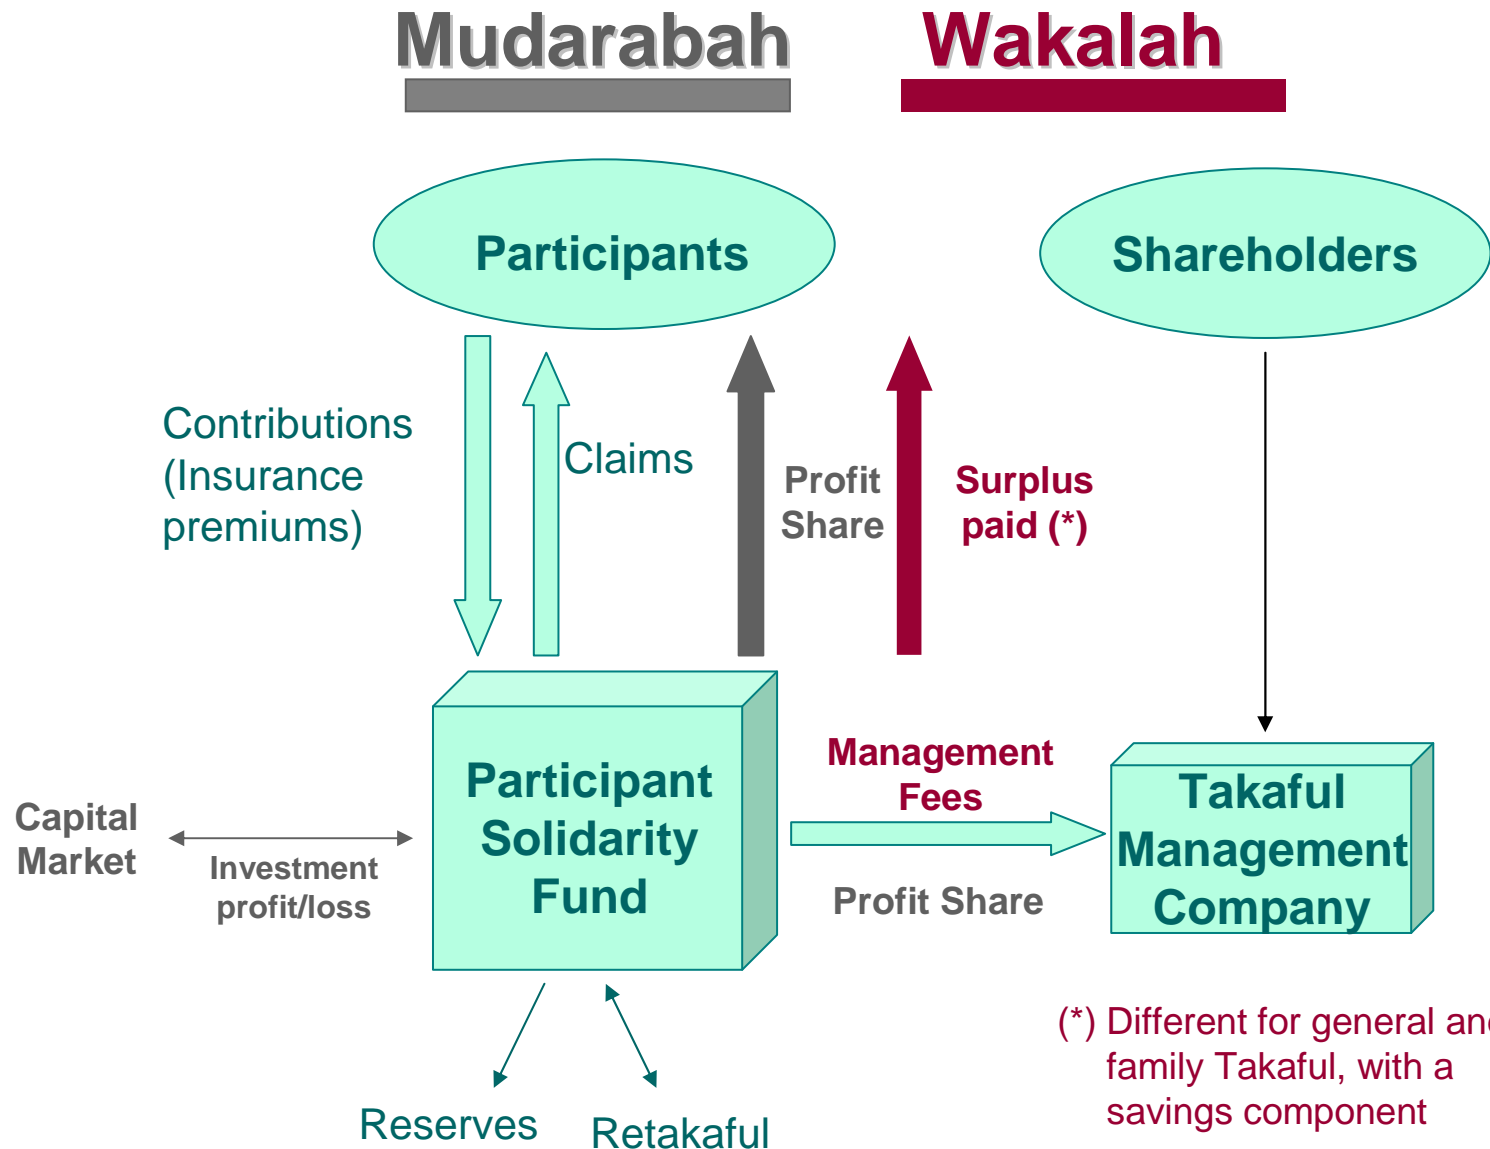 Mudarabah
Wakalah
Participants
Shareholders
Contributions
(Insurance
premiums)
Claims
Profit
Share
Surplus
paid (*)
Capital
Market
Investment
profit/loss
Participant
Solidarity
Fund
Management
Fees
Profit Share
Takaful
Management
Company
Reserves
Retakaful
(*) Different for general and
family Takaful, with a
savings component